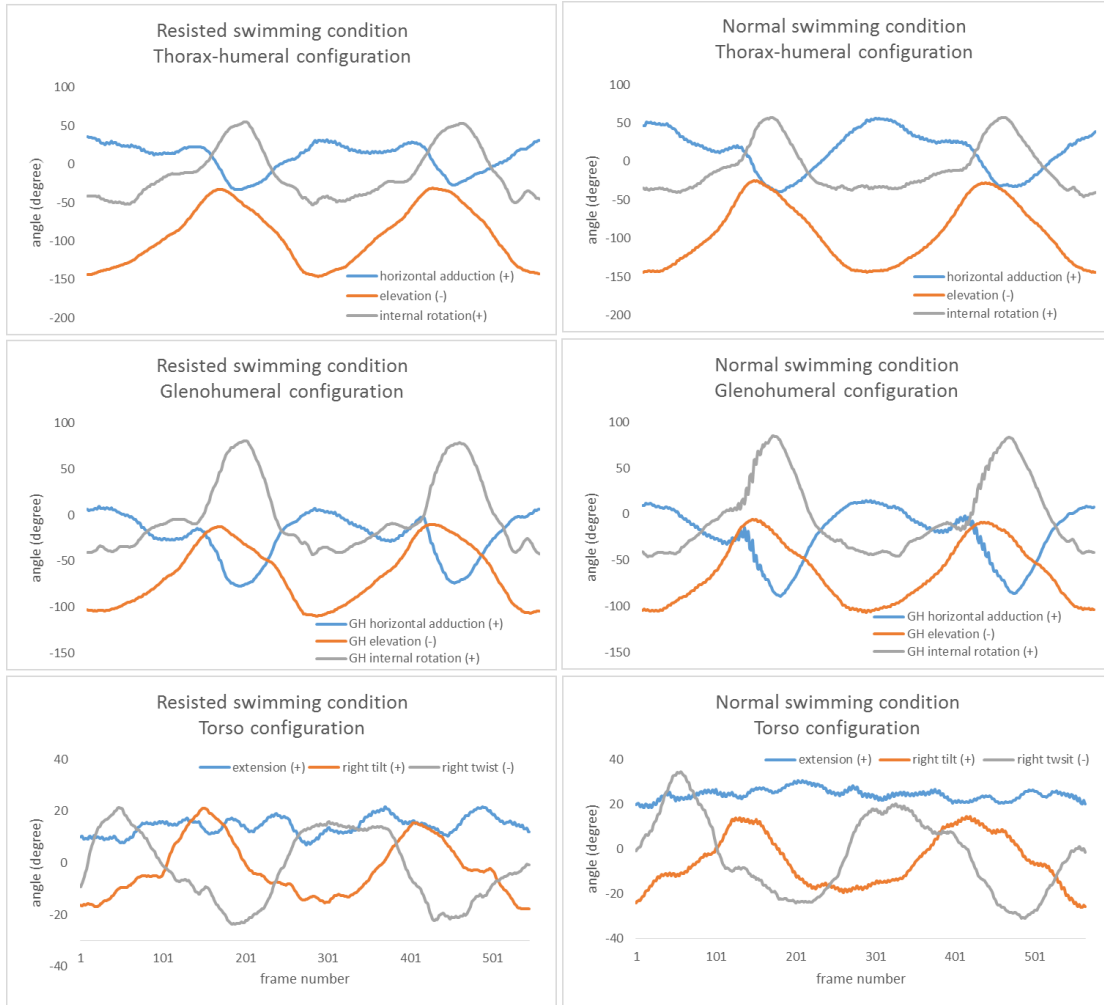 Resisted swimming condition
Thorax-humeral configuration
100
50
0
-50
-100
-150
-200
angle (degree)
horizontal adduction (+)
elevation (-)
internal rotation(+)
Normal swimming condition
Thorax-humeral configuration
100
50
0
-50
-100
-150
-200
angle (degree)
horizontal adduction (+)
elevation (-)
internal rotation (+)
Resisted swimming condition
Glenohumeral configuration
100
50
0
-50
-100
-150
angle (degree)
GH horizontal adduction (+)
GH elevation (-)
GH internal rotation (+)
Normal swimming condition
Glenohumeral configuration
100
50
0
-50
-100
-150
angle (degree)
GH horizontal adduction (+)
GH elevation (-)
GH internal rotation (+)
Resisted swimming condition
Torso configuration
extension (+) right tilt (+) right twist (-)
40
20
0
-20
-40
angle (degree)
1 101 201 301 401 501
frame number
Normal swimming condition
Torso configuration
extension (+) right tilt (+) right twsit (-)
40
20
0
-20
-40
angle (degree)
1 101 201 301 401 501
frame number